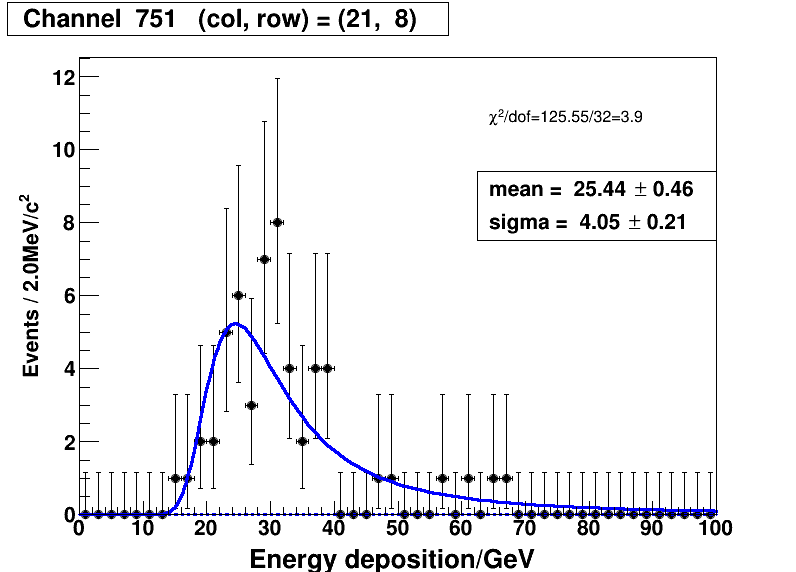 Channel 751 (col, row) = (21, 8)
χ²/dof=125.55/32=3.9
mean = 25.44 ± 0.46
sigma = 4.05 ± 0.21
Events / 2.0MeV/c²
12
10
8
6
4
2
0
0 10 20 30 40 50 60 70 80 90 100
Energy deposition/GeV